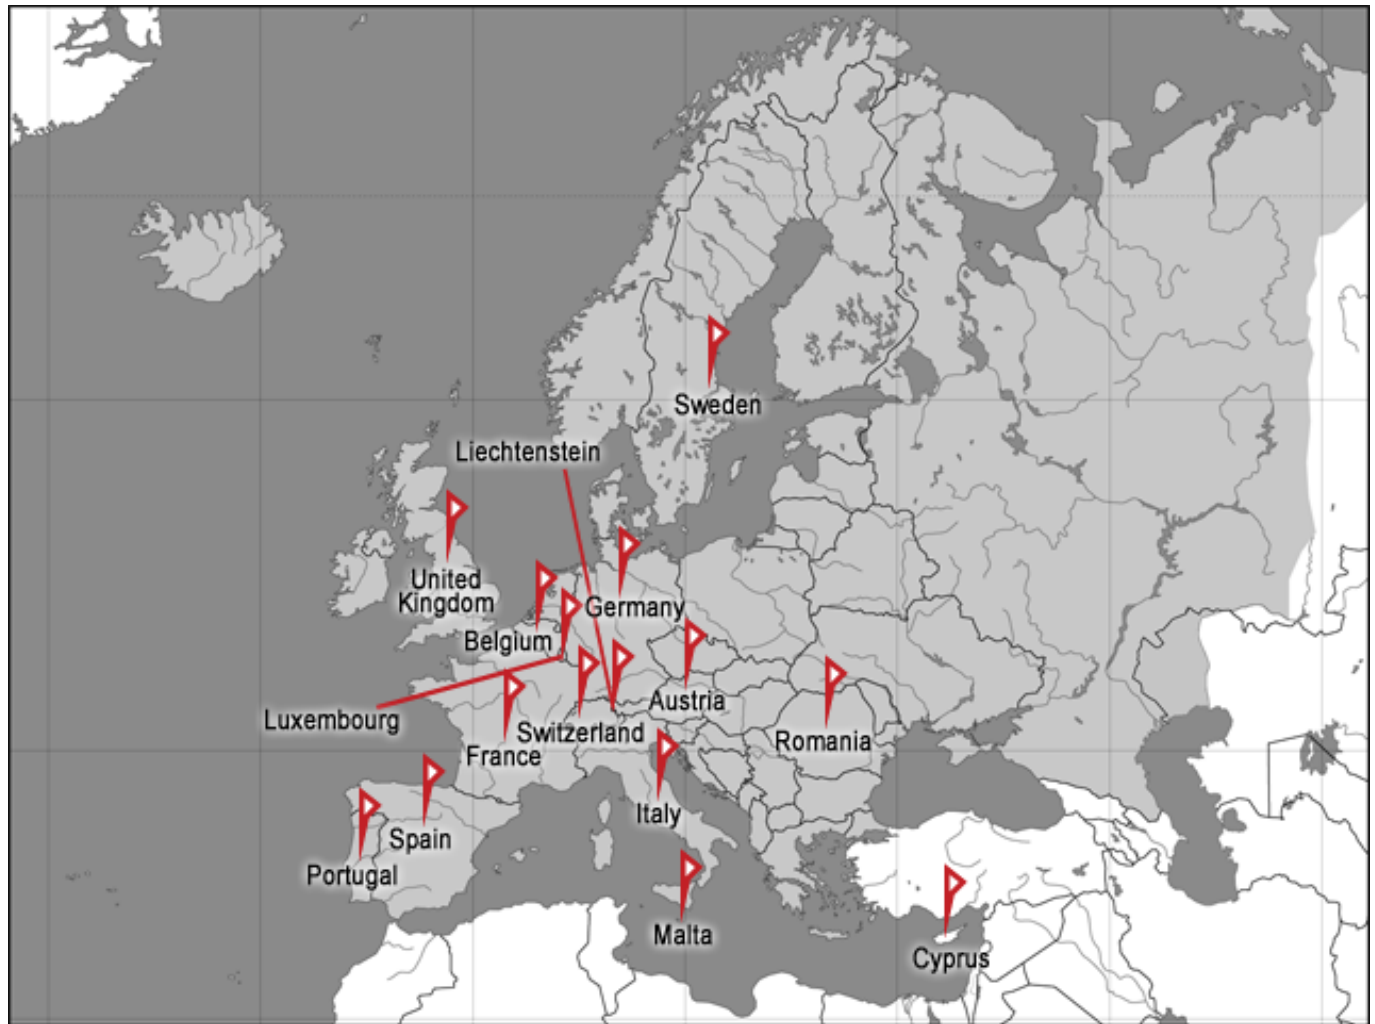 Sweden
Liechtenstein
United
Kingdom
Germany
Belgium
Austria
Luxembourg
Switzerland
Romania
France
Italy
Spain
Portugal
Malta
Cyprus